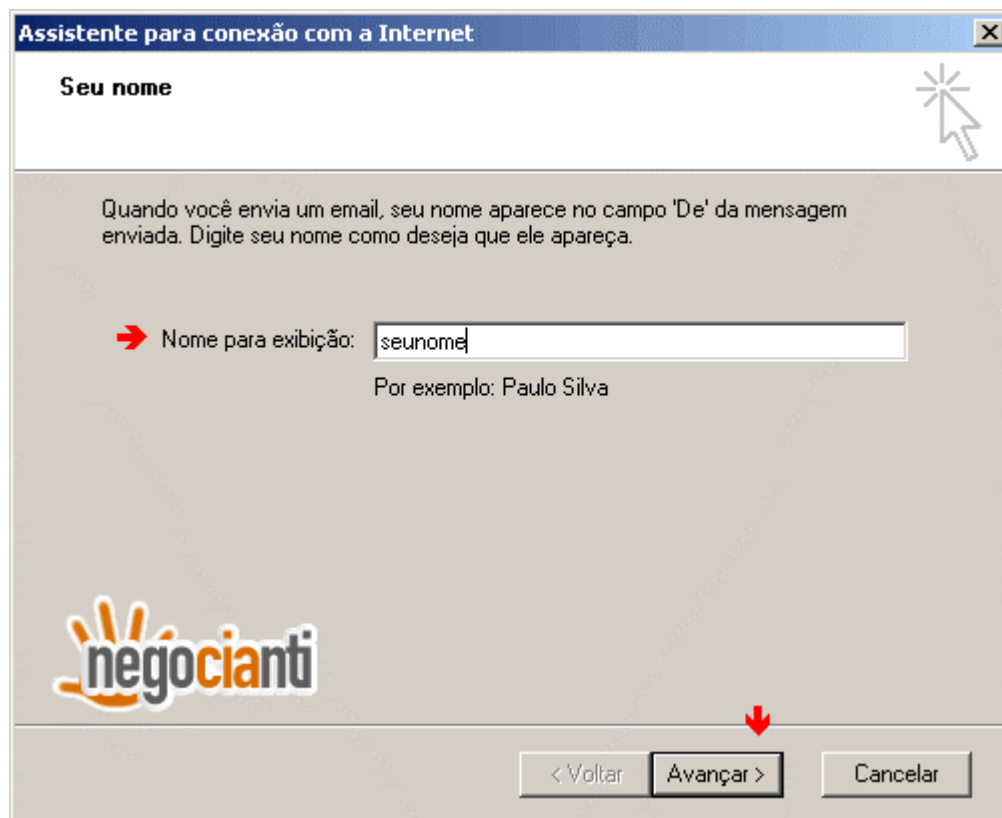 Assistente para conexão com a Internet
Seu nome
Quando você envia um email, seu nome aparece no campo 'De' da mensagem
enviada. Digite seu nome como deseja que ele apareça.
Nome para exibição: seunome
Por exemplo: Paulo Silva
negocianti
< Voltar Avançar > Cancelar